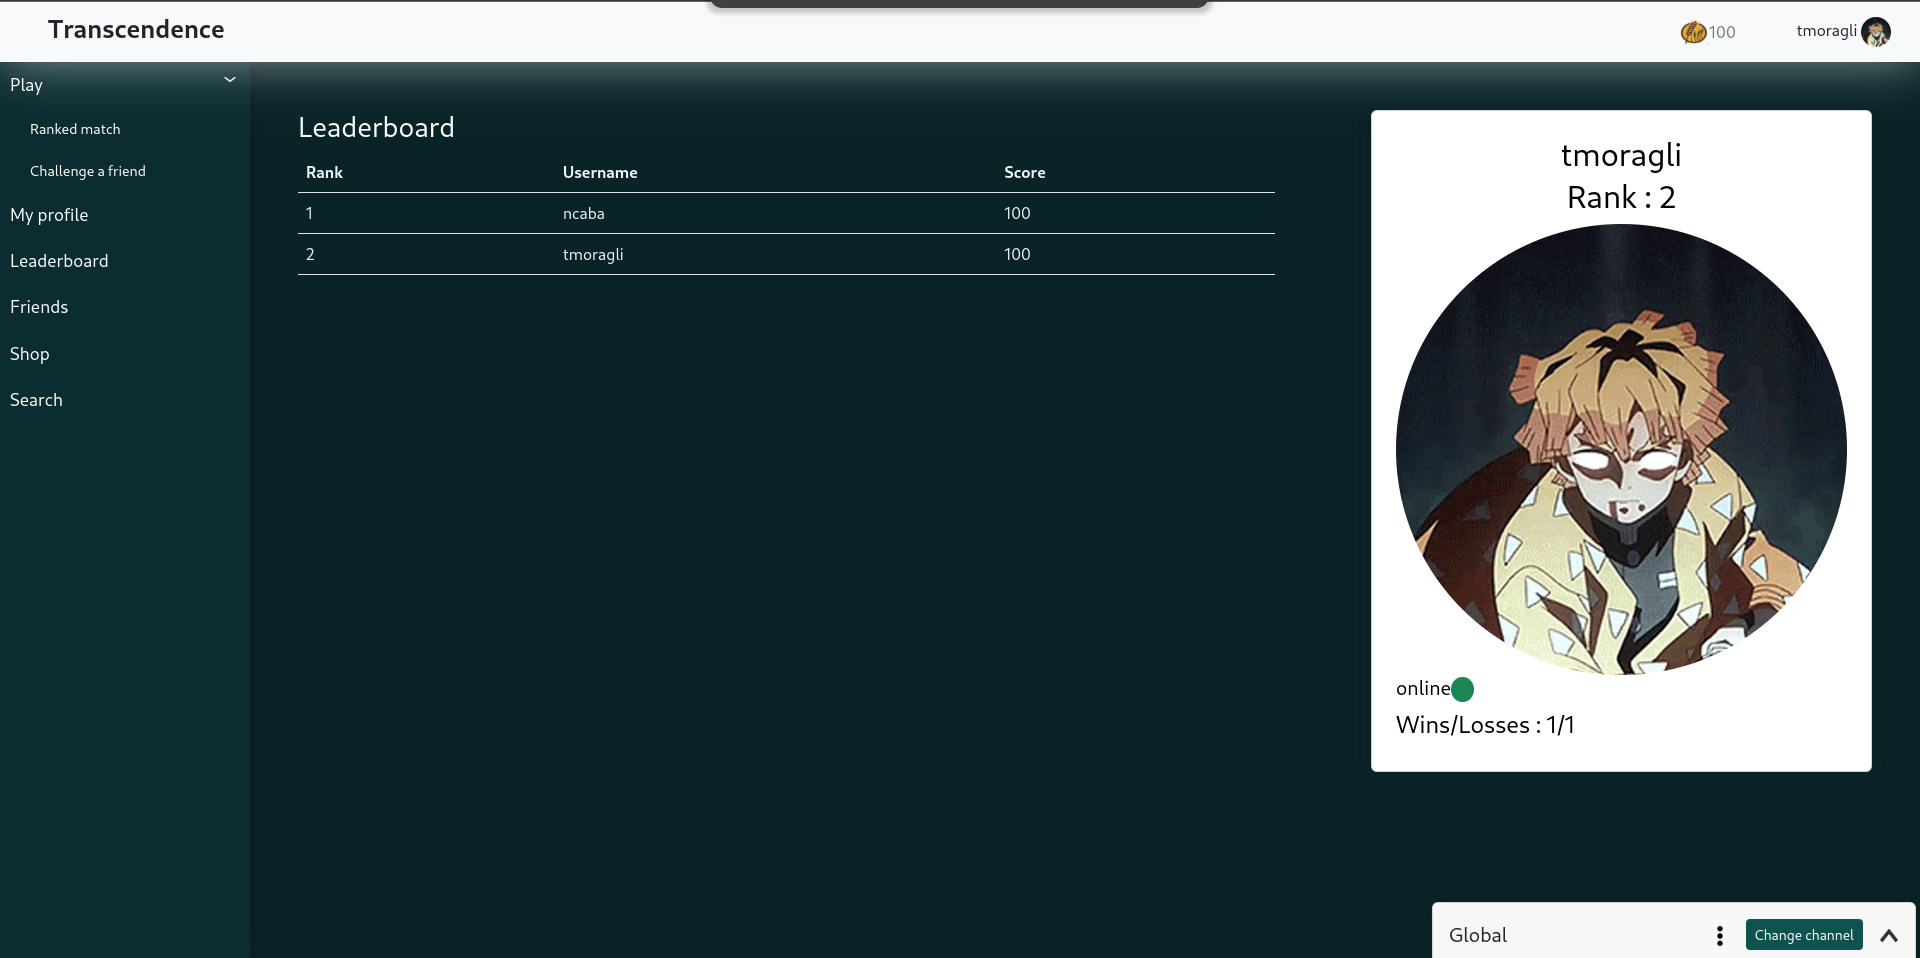 Transcendence
100
tmoragli
Play
Ranked match
Challenge a friend
My profile
Leaderboard
Friends
Shop
Search
Leaderboard
Rank Username Score
1 ncaba 100
2 tmoragli 100
tmoragli
Rank : 2
online
Wins/Losses : 1/1
Global
Change channel